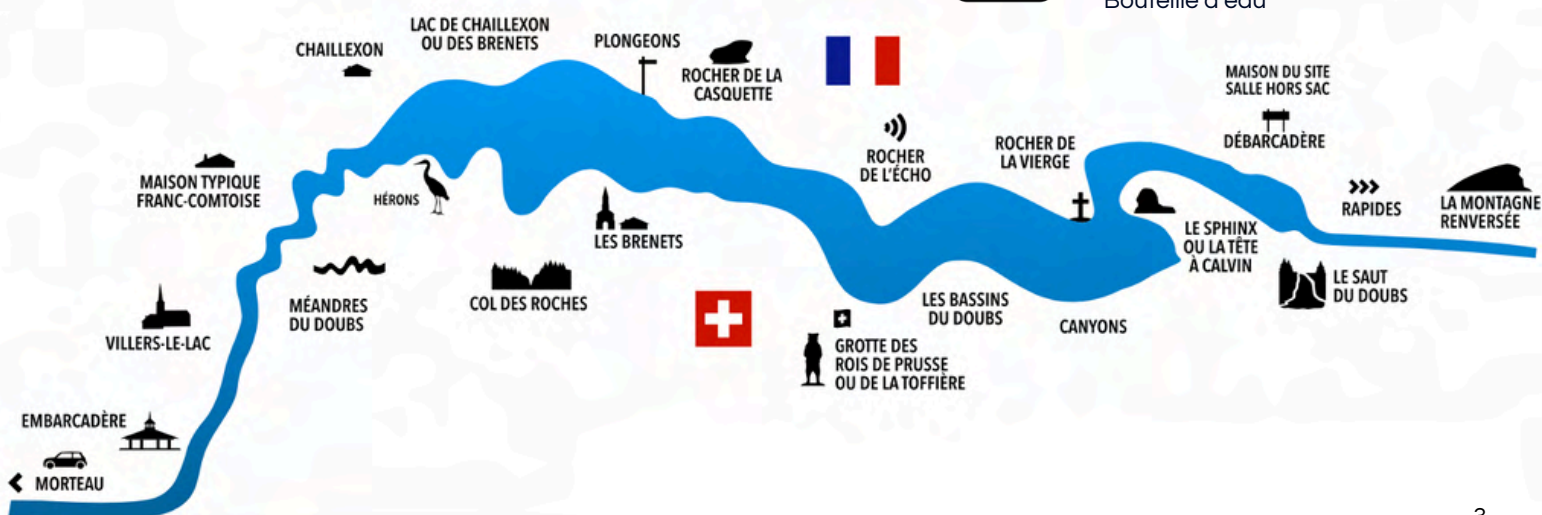 Bouteille d'eau
LAC DE CHAILLEXON
OU DES BRENETS
CHAILLEXON
PLONGEONS
ROCHER DE LA
CASQUETTE
MAISON DU SITE
SALLE HORS SAC
DÉBARCADÈRE
ROCHER
DE L'ÉCHO
ROCHER DE
LA VIERGE
MAISON TYPIQUE
FRANC-COMTOISE
HÉRONS
RAPIDES
LA MONTAGNE
RENVERSÉE
LES BRENETS
LE SPHINX
OU LA TÊTE
À CALVIN
MÉANDRES
DU DOUBS
COL DES ROCHES
LES BASSINS
DU DOUBS
CANYONS
LE SAUT
DU DOUBS
VILLERS-LE-LAC
GROTTE DES
ROIS DE PRUSSE
OU DE LA TOFFIÈRE
EMBARCADÈRE
MORTEAU